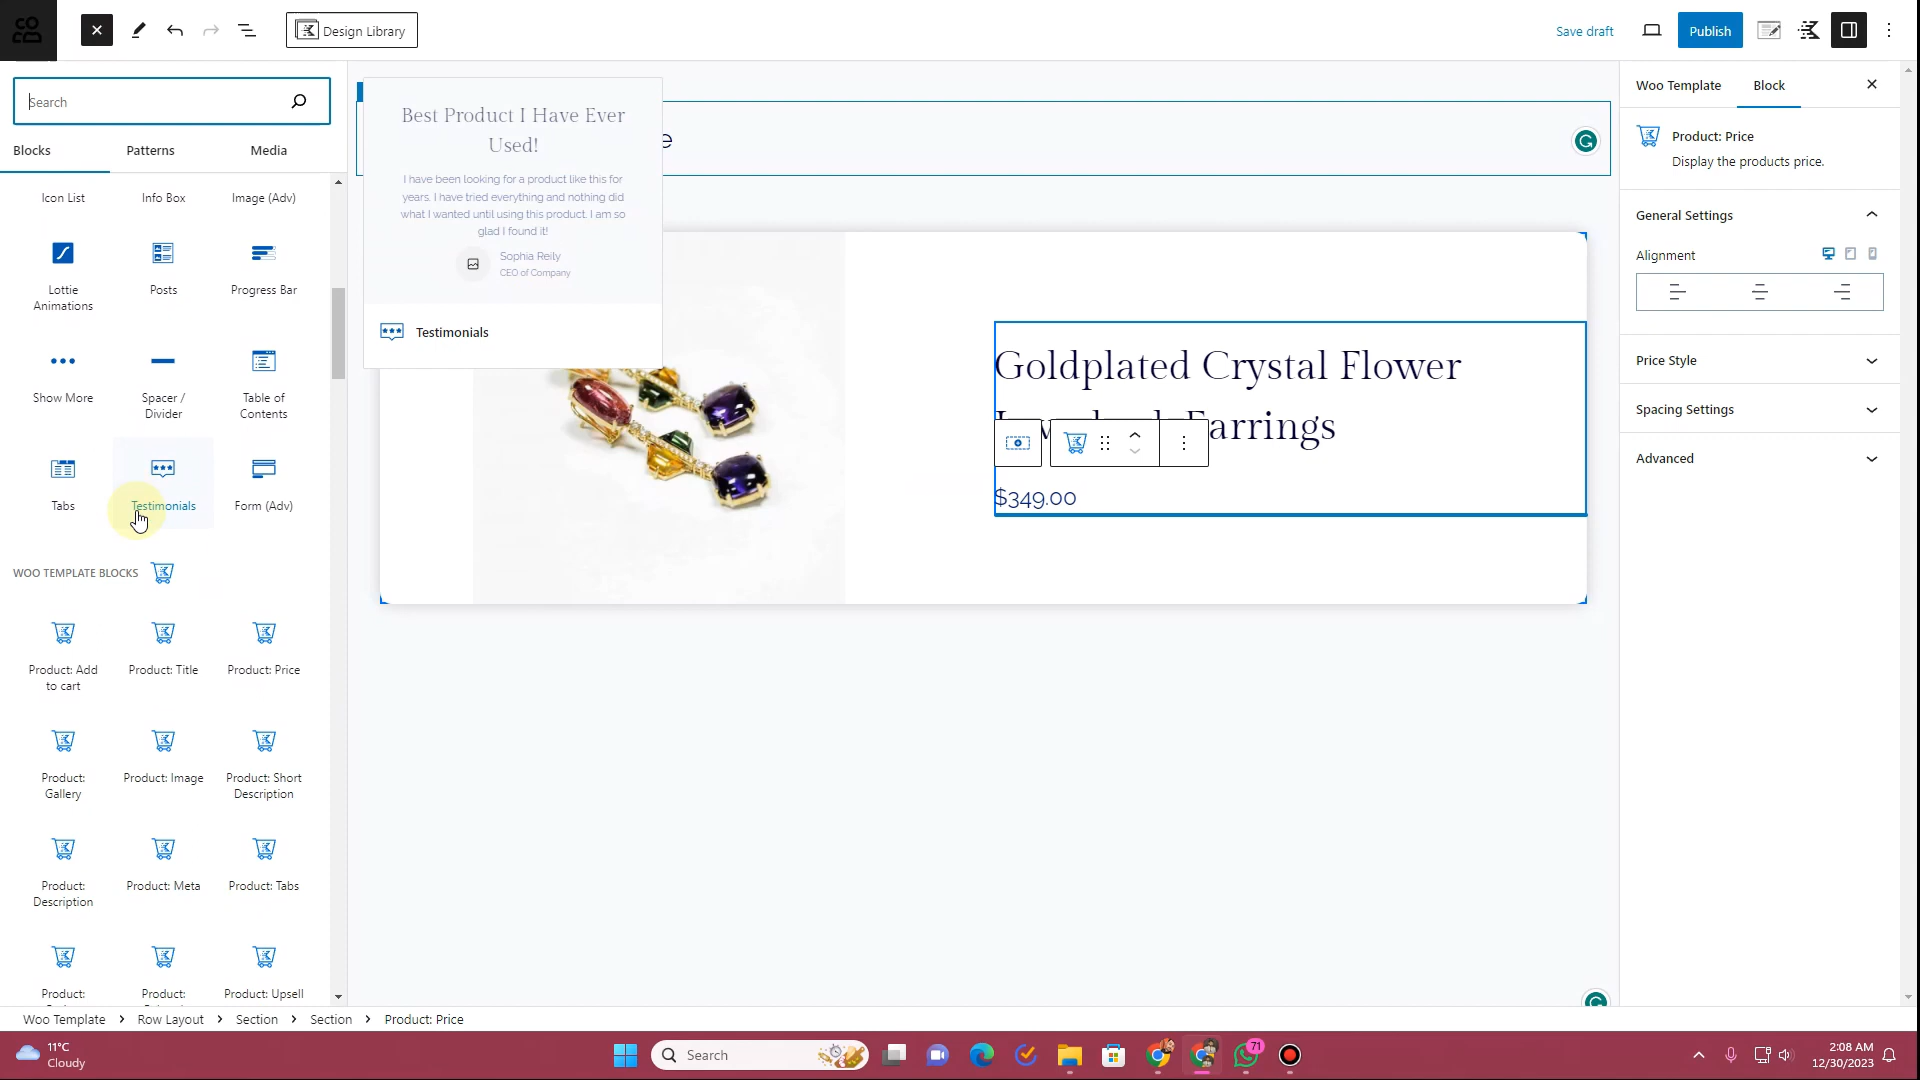 Design Library
Save draft
Publish
Search
Blocks
Patterns
Media
Icon List
Info Box
Image (Adv)
Lottie
Animations
Posts
Progress Bar
Show More
Spacer /
Divider
Table of
Contents
Tabs
Testimonials
Form (Adv)
WOO TEMPLATE BLOCKS
Product: Add
to cart
Product: Title
Product: Price
Product:
Gallery
Product: Image
Product: Short
Description
Product:
Description
Product: Meta
Product: Tabs
Product:
Product:
Product: Upsell
Best Product I Have Ever
Used!
I have been looking for a product like this for
years. I have tried everything and nothing did
what I wanted until using this product. I am so
glad I found it!
Sophia Reily
CEO of Company
Testimonials
e
Goldplated Crystal Flower
Earrings
$349.00
Woo Template
Block
Product: Price
Display the products price.
General Settings
Alignment
Price Style
Spacing Settings
Advanced
Woo Template
Row Layout
Section
Section
Product: Price
11°C
Cloudy
Search
71
2:08 AM
12/30/2023